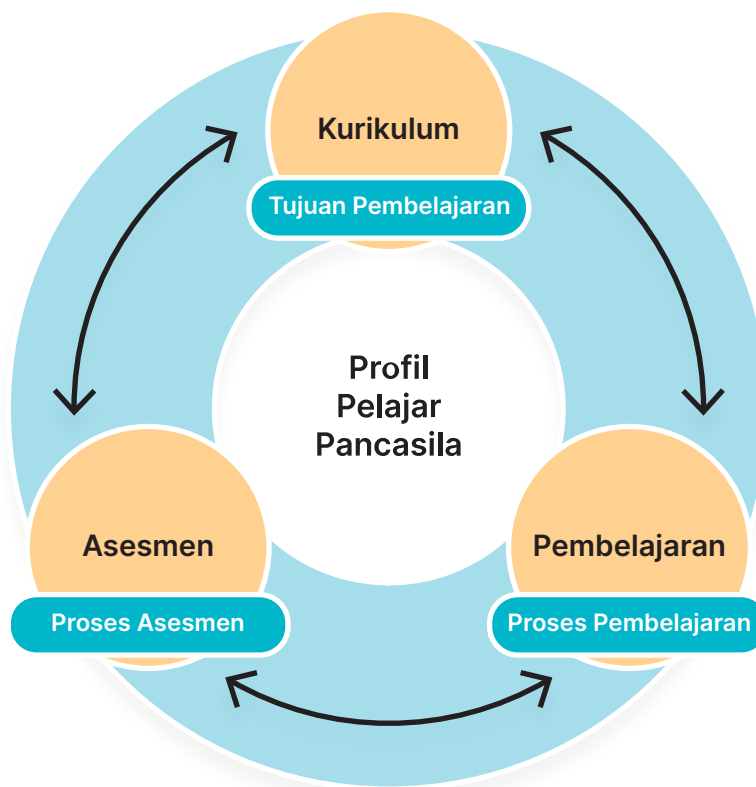 Kurikulum
Tujuan Pembelajaran
Profil
Pelajar
Pancasila
Asesmen
Proses Asesmen
Pembelajaran
Proses Pembelajaran